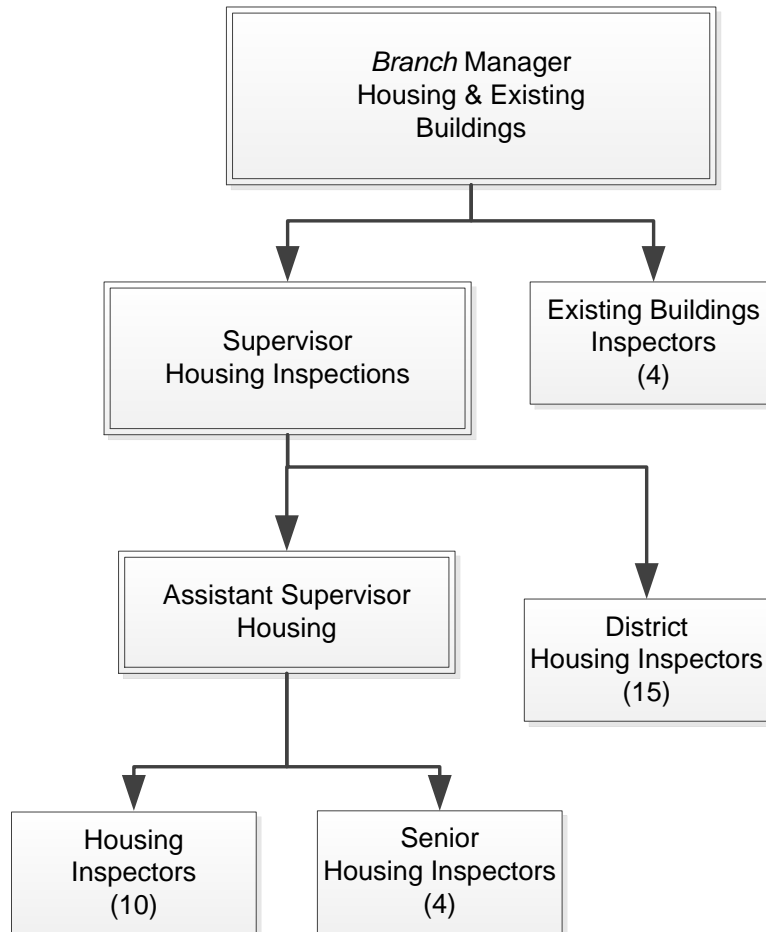 Branch Manager
Housing & Existing
Buildings
Supervisor
Housing Inspections
Existing Buildings
Inspectors
(4)
Assistant Supervisor
Housing
District
Housing Inspectors
(15)
Housing
Inspectors
(10)
Senior
Housing Inspectors
(4)